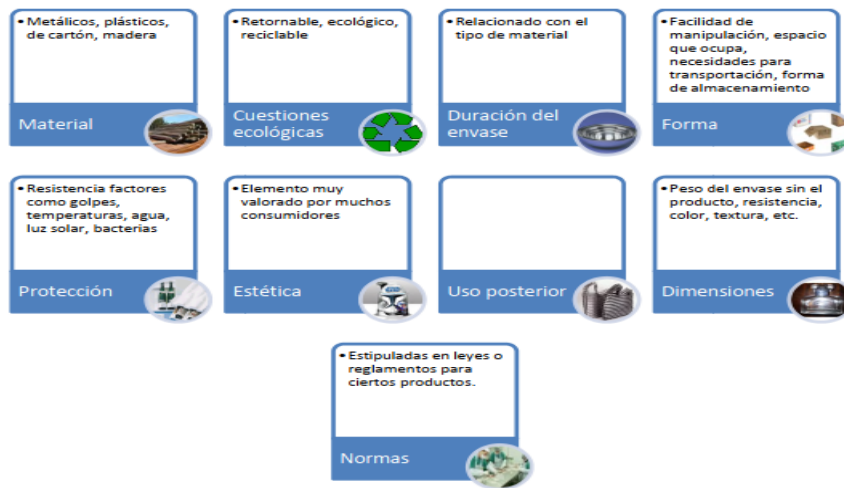 • Metálicos, plásticos,
de cartón, madera
Material
• Retornable, ecológico,
reciclable
Cuestiones
ecológicas
• Relacionado con el
tipo de material
Duración del
envase
• Facilidad de
manipulación, espacio
que ocupa,
necesidades para
transportación, forma
de almacenamiento
Forma
• Resistencia factores
como golpes,
temperaturas, agua,
luz solar, bacterias
Protección
• Elemento muy
valorado por muchos
consumidores
Estética
Uso posterior
• Peso del envase sin el
producto, resistencia,
color, textura, etc.
Dimensiones
• Estipuladas en leyes o
reglamentos para
ciertos productos.
Normas